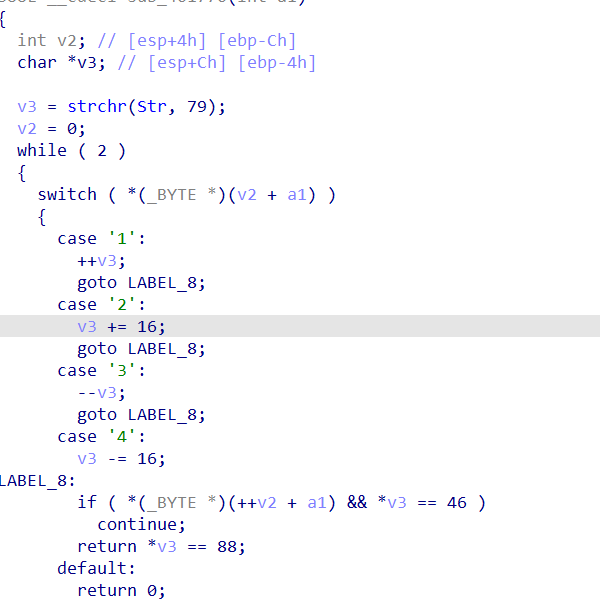 {
int v2; // [esp+4h] [ebp-Ch]
char *v3; // [esp+Ch] [ebp-4h]
v3 = strchr(Str, 79);
v2 = 0;
while ( 2 )
{
switch ( *(_BYTE *)(v2 + a1) )
{
case '1':
++v3;
goto LABEL_8;
case '2':
v3 += 16;
goto LABEL_8;
case '3':
--v3;
goto LABEL_8;
case '4':
v3 -= 16;
LABEL_8:
if ( *(_BYTE *)(++v2 + a1) && *v3 == 46 )
continue;
return *v3 == 88;
default:
return 0;